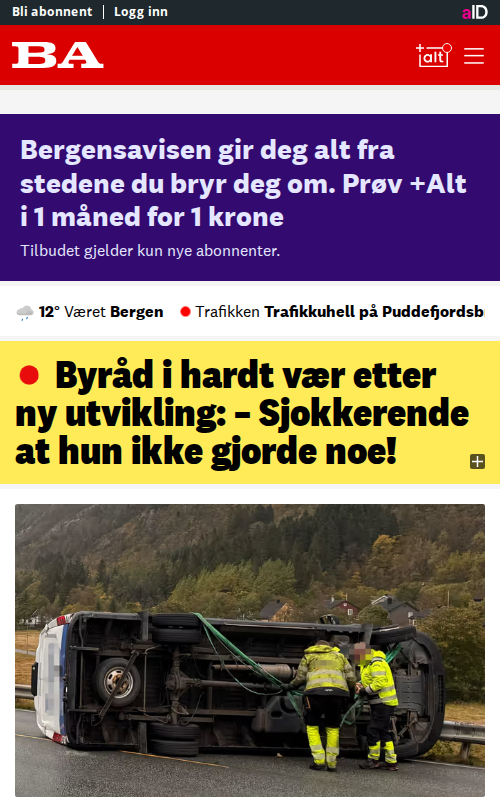 Bli abonnent | Logg inn
aID
BA
+alt
Bergensavisen gir deg alt fra
stedene du bryr deg om. Prøv +Alt
i 1 måned for 1 krone
Tilbudet gjelder kun nye abonnenter.
12° Været Bergen
Trafikken Trafikkuhell på Puddefjordsb
Byråd i hardt vær etter
ny utvikling: – Sjokkerende
at hun ikke gjorde noe!